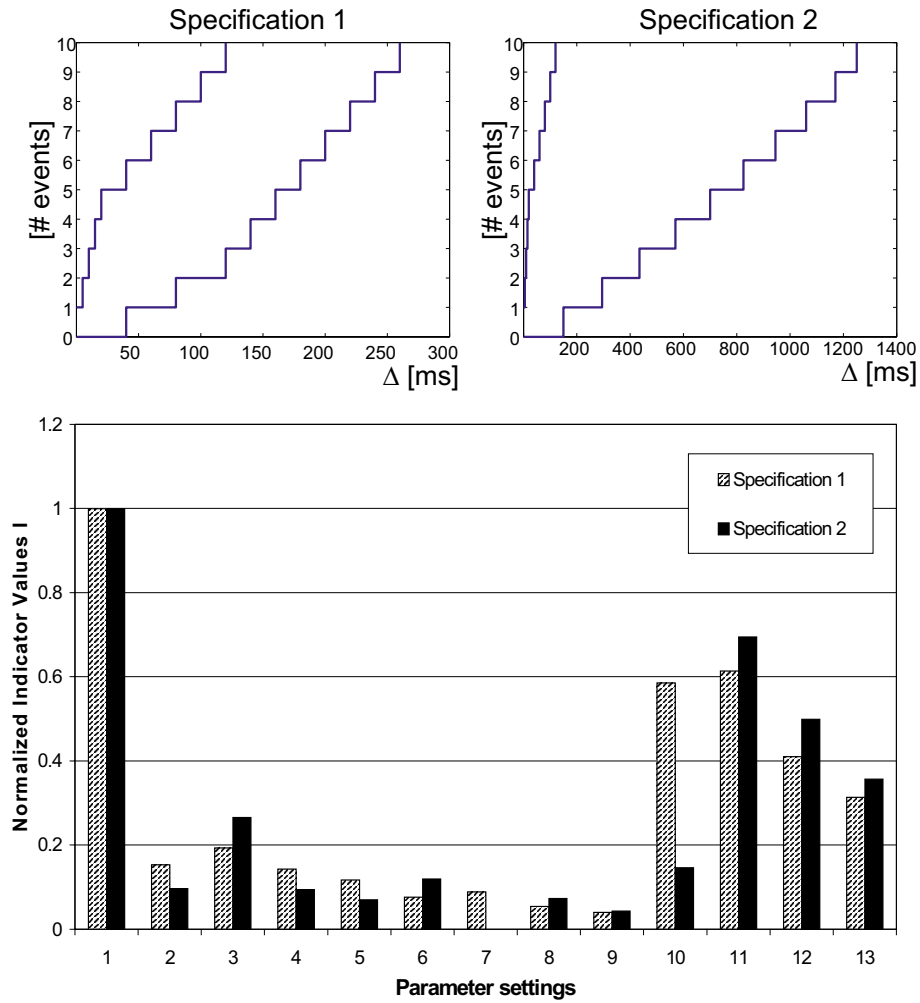 Specification 1
Specification 2
10
9
8
7
6
5
4
3
2
1
0
[# events]
50 100 150 200 250 300
Δ [ms]
10
9
8
7
6
5
4
3
2
1
0
[# events]
200 400 600 800 1000 1200 1400
Δ [ms]
1.2
1
0.8
0.6
0.4
0.2
0
Normalized Indicator Values I
Specification 1
Specification 2
1 2 3 4 5 6 7 8 9 10 11 12 13
Parameter settings